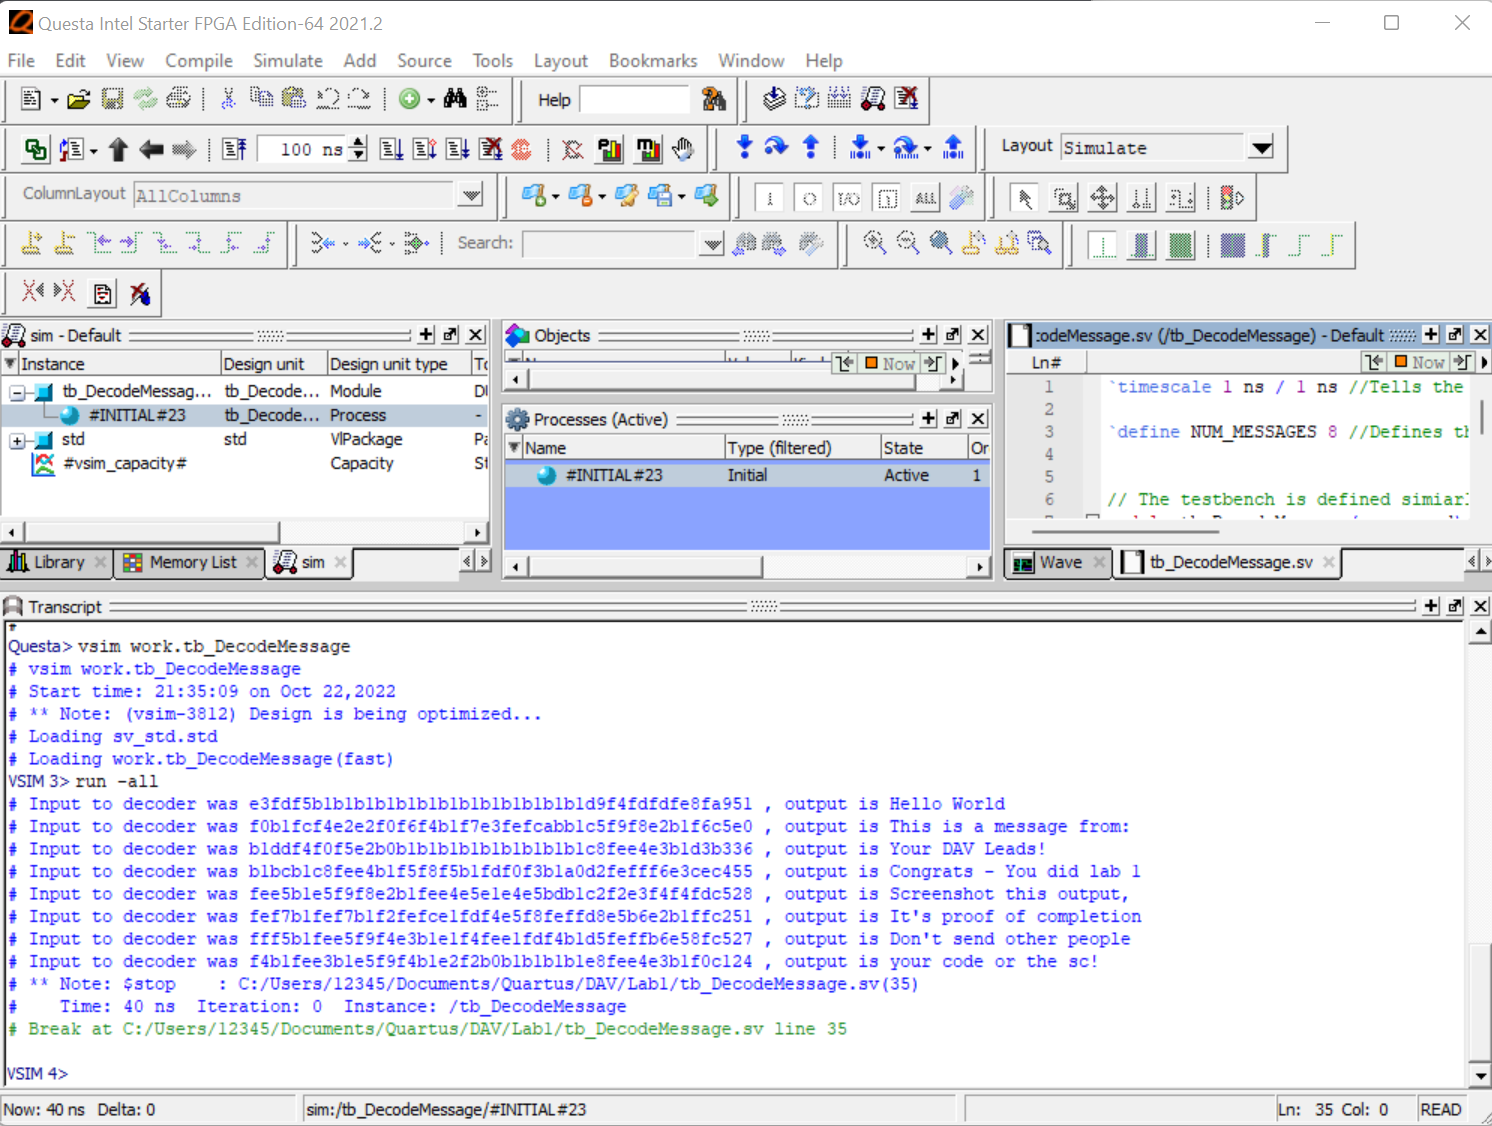 Questa Intel Starter FPGA Edition-64 2021.2
File Edit View Compile Simulate Add Source Tools Layout Bookmarks Window Help
Help
100 ns
Layout Simulate
ColumnLayout AllColumns
ALL
Search:
sim - Default
Instance Design unit Design unit type
tb_DecodeMessag... tb_Decode... Module
#INITIAL#23 tb_Decode... Process -
std std VlPackage
#vsim_capacity# Capacity
Library Memory List sim
Objects
Now
Processes (Active)
Name Type (filtered) State Or
#INITIAL#23 Initial Active 1
:odeMessage.sv (/tb_DecodeMessage) - Default
Ln# Now
1 `timescale 1 ns / 1 ns //Tells the
2
3 `define NUM_MESSAGES 8 //Defines th
4
5
6 // The testbench is defined simiarl
Wave tb_DecodeMessage.sv
Transcript
#
Questa> vsim work.tb_DecodeMessage
# vsim work.tb_DecodeMessage
# Start time: 21:35:09 on Oct 22,2022
# ** Note: (vsim-3812) Design is being optimized...
# Loading sv_std.std
# Loading work.tb_DecodeMessage(fast)
VSIM 3> run -all
# Input to decoder was e3fdf5b1b1b1b1b1b1b1b1b1b1b1b1b1d9f4fdfdfe8fa951 , output is Hello World
# Input to decoder was f0b1fcf4e2e2f0f6f4b1f7e3fefcabb1c5f9f8e2b1f6c5e0 , output is This is a message from:
# Input to decoder was b1ddf4f0f5e2b0b1b1b1b1b1b1b1b1b1c8fee4e3b1d3b336 , output is Your DAV Leads!
# Input to decoder was b1bcb1c8fee4b1f5f8f5b1fdf0f3b1a0d2fefff6e3cec455 , output is Congrats - You did lab 1
# Input to decoder was fee5b1e5f9f8e2b1fee4e5e1e4e5bdb1c2f2e3f4f4fdc528 , output is Screenshot this output,
# Input to decoder was fef7b1fef7b1f2fefce1fdf4e5f8feffd8e5b6e2b1ffc251 , output is It's proof of completion
# Input to decoder was fff5b1fee5f9f4e3b1e1f4fee1fdf4b1d5feffb6e58fc527 , output is Don't send other people
# Input to decoder was f4b1fee3b1e5f9f4b1e2f2b0b1b1b1b1e8fee4e3b1f0c124 , output is your code or the sc!
# ** Note: $stop : C:/Users/12345/Documents/Quartus/DAV/Lab1/tb_DecodeMessage.sv(35)
# Time: 40 ns Iteration: 0 Instance: /tb_DecodeMessage
# Break at C:/Users/12345/Documents/Quartus/DAV/Lab1/tb_DecodeMessage.sv line 35
VSIM 4>
Now: 40 ns Delta: 0 sim:/tb_DecodeMessage/#INITIAL#23 Ln: 35 Col: 0 READ